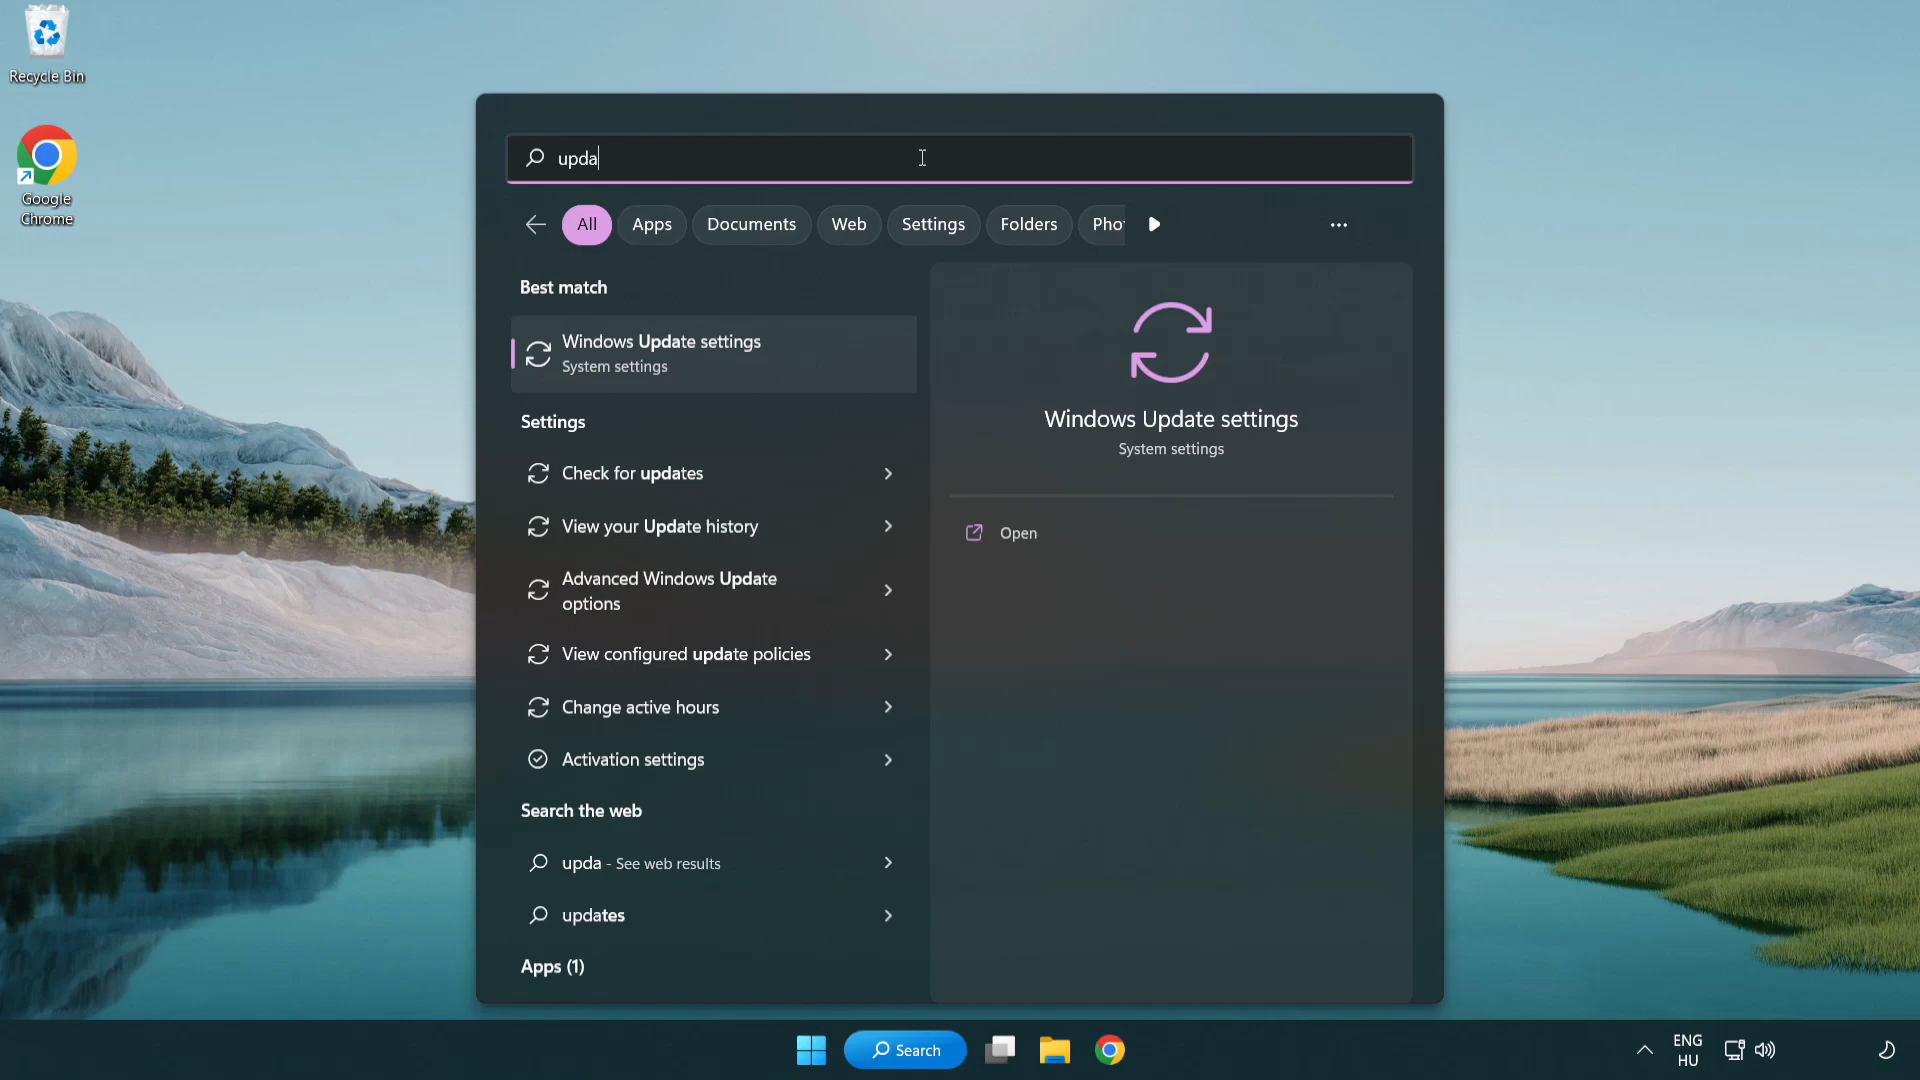 Recycle Bin
Google
Chrome
upda
All
Apps
Documents
Web
Settings
Folders
Phot
Best match
Windows Update settings
System settings
Settings
Check for updates
View your Update history
Advanced Windows Update
options
View configured update policies
Change active hours
Activation settings
Search the web
upda - See web results
updates
Apps (1)
Windows Update settings
System settings
Open
Search
ENG
HU